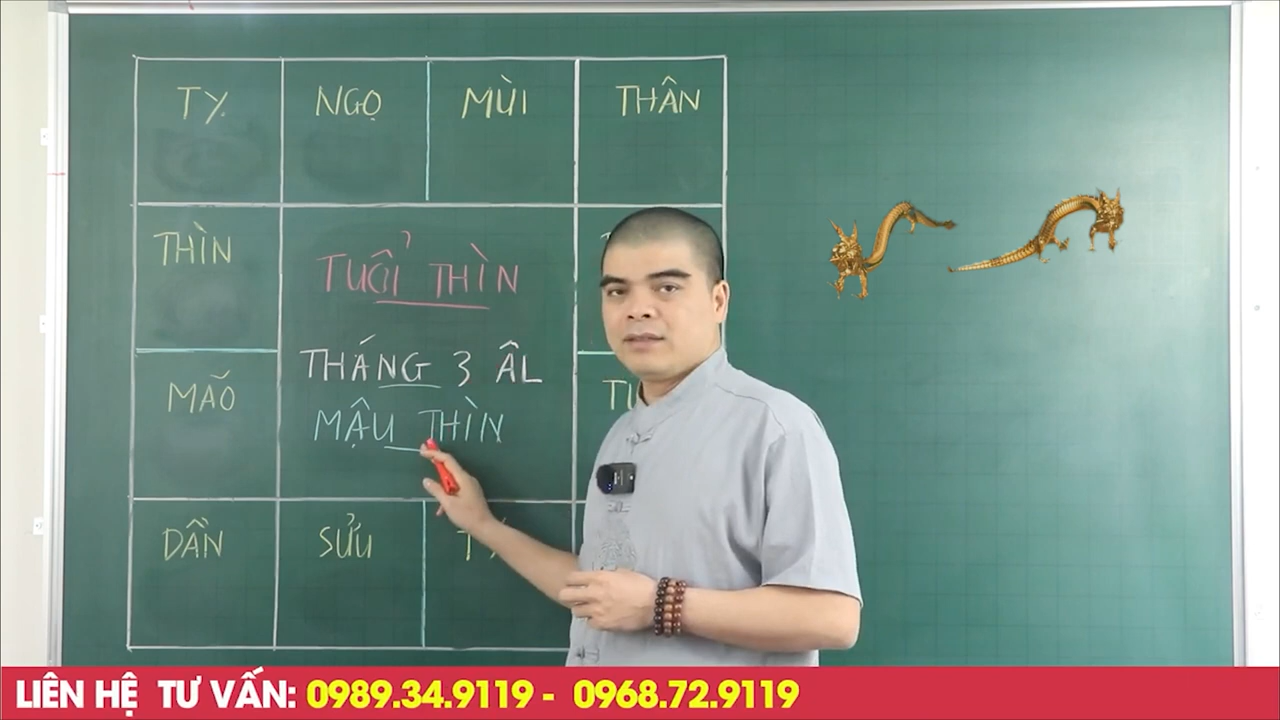 TỴ NGỌ MÙI THÂN
THÌN
TUỔI THÌN
THÁNG 3 ÂL
MÃO
MẬU THÌN
DẦN SỬU
LIÊN HỆ TƯ VẤN: 0989.34.9119 - 0968.72.9119